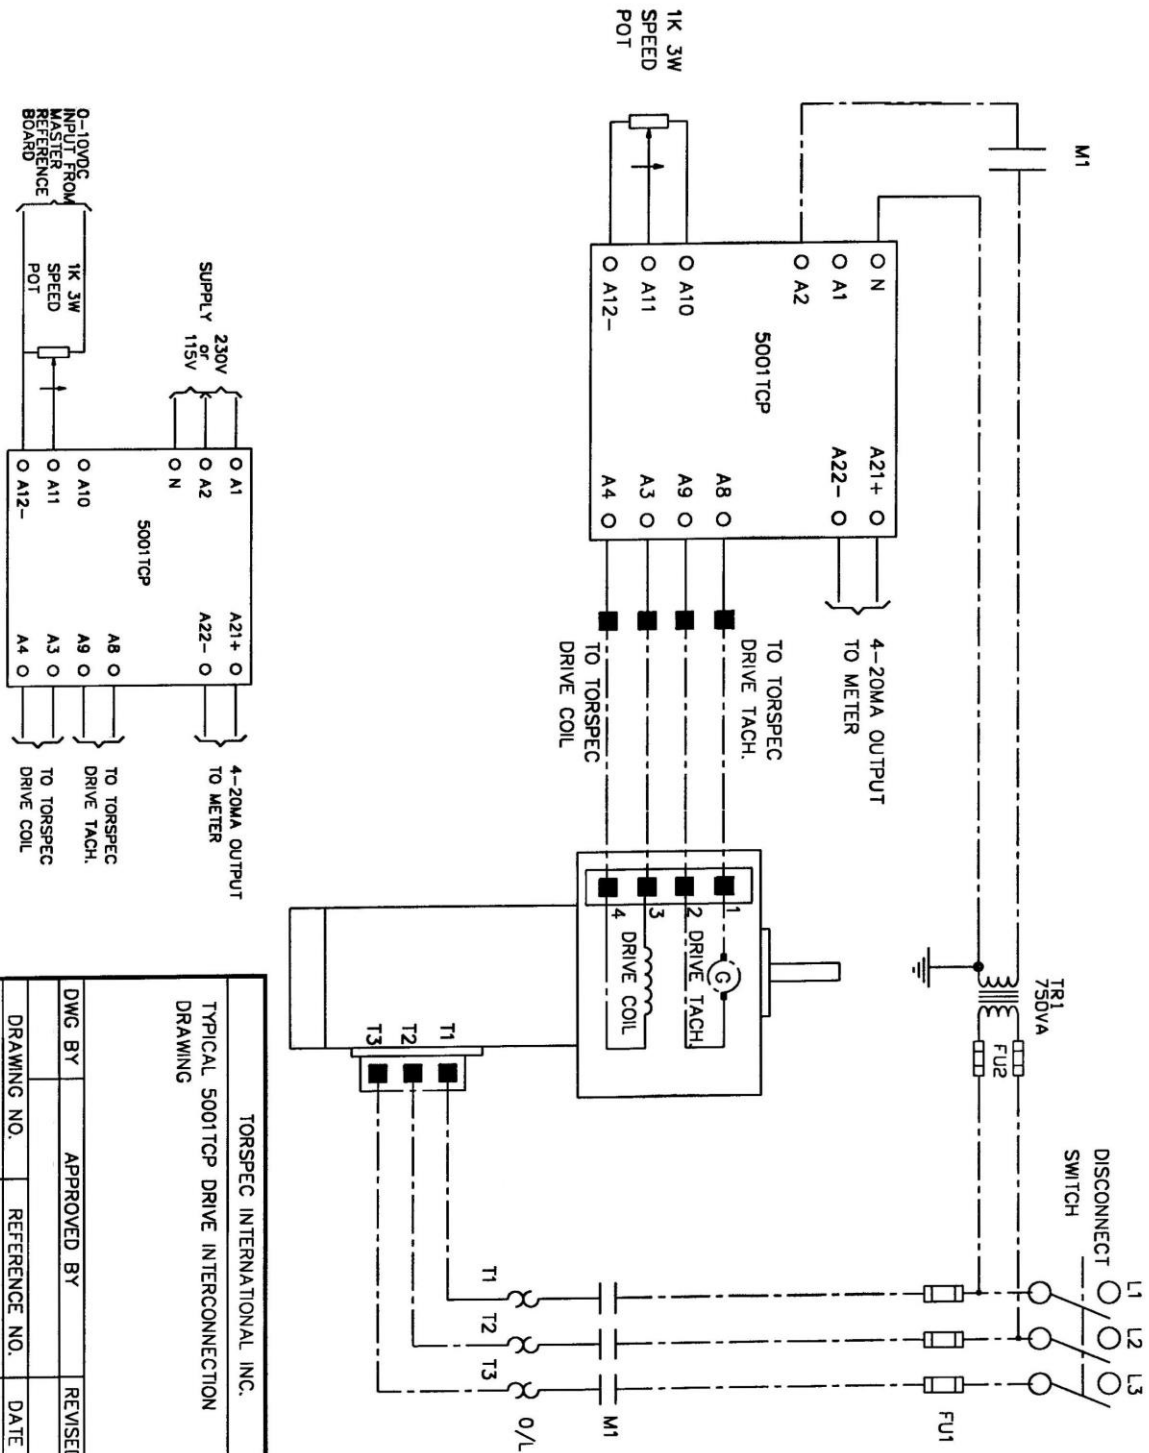 DISCONNECT
SWITCH
L1
L2
L3
FU1
M1
O/L
T1
T2
T3
TR1
750VA
FU2
M1
1K 3W
SPEED
POT
N
A1
A2
A10
A11
A12-
5001TCP
A21+
A22-
A8
A9
A3
A4
4-20MA OUTPUT
TO METER
TO TORSPEC
DRIVE TACH.
TO TORSPEC
DRIVE COIL
1
2
3
4
G
DRIVE TACH.
DRIVE COIL
T1
T2
T3
0-10VDC
INPUT FROM
MASTER
REFERENCE
BOARD
1K 3W
SPEED
POT
SUPPLY
230V
or
115V
A1
A2
N
A10
A11
A12-
5001TCP
A21+
A22-
A8
A9
A3
A4
4-20MA OUTPUT
TO METER
TO TORSPEC
DRIVE TACH.
TO TORSPEC
DRIVE COIL
TORSPEC INTERNATIONAL INC.
TYPICAL 5001TCP DRIVE INTERCONNECTION
DRAWING
DWG BY
APPROVED BY
REVISED
DRAWING NO.
REFERENCE NO.
DATE